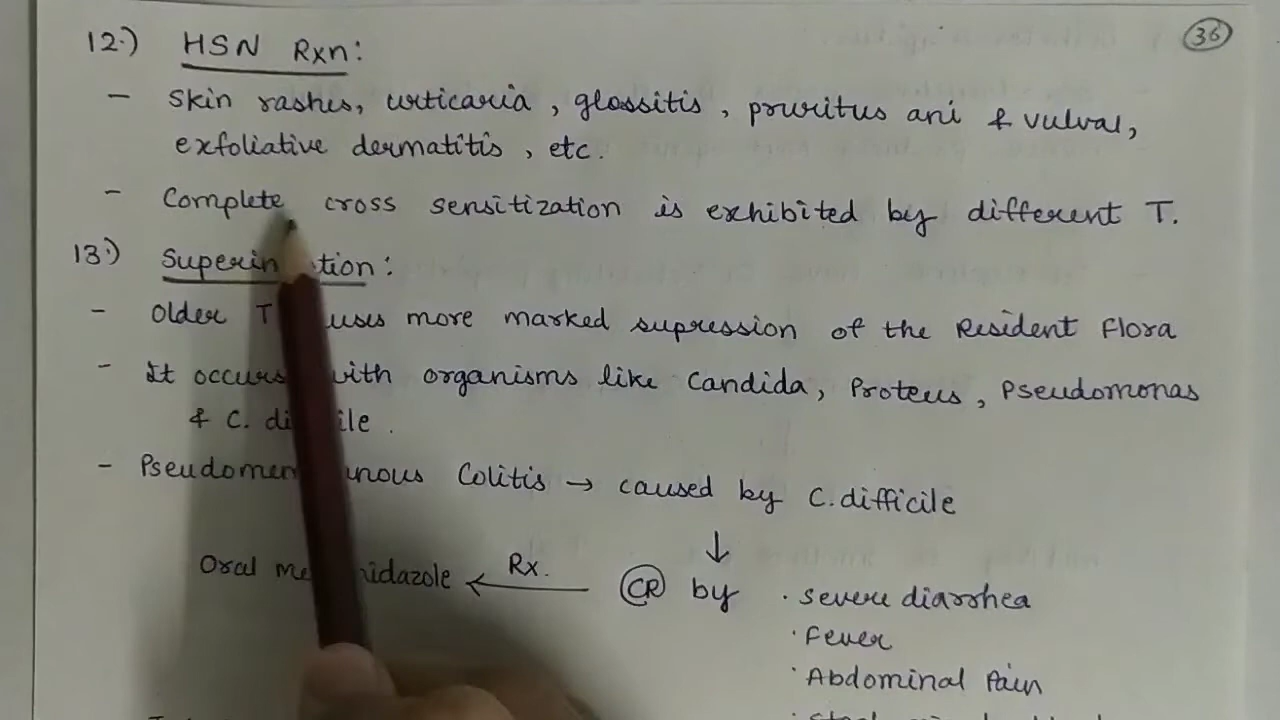 36
12.) HSN Rxn:
- Skin rashes, urticaria, glossitis, pruritus ani & vulval,
exfoliative dermatitis, etc.
- Complete cross sensitization is exhibited by different T.
13.) Superin tion:
- Older T uses more marked supression of the Resident Flora
- It occurs with organisms like Candida, Proteus, Pseudomonas
& C. di ile.
- Pseudomem nous Colitis → caused by C. difficile
↓
Oral me nidazole ← Rx. CR by · severe diarrhea
· Fever
· Abdominal Pain